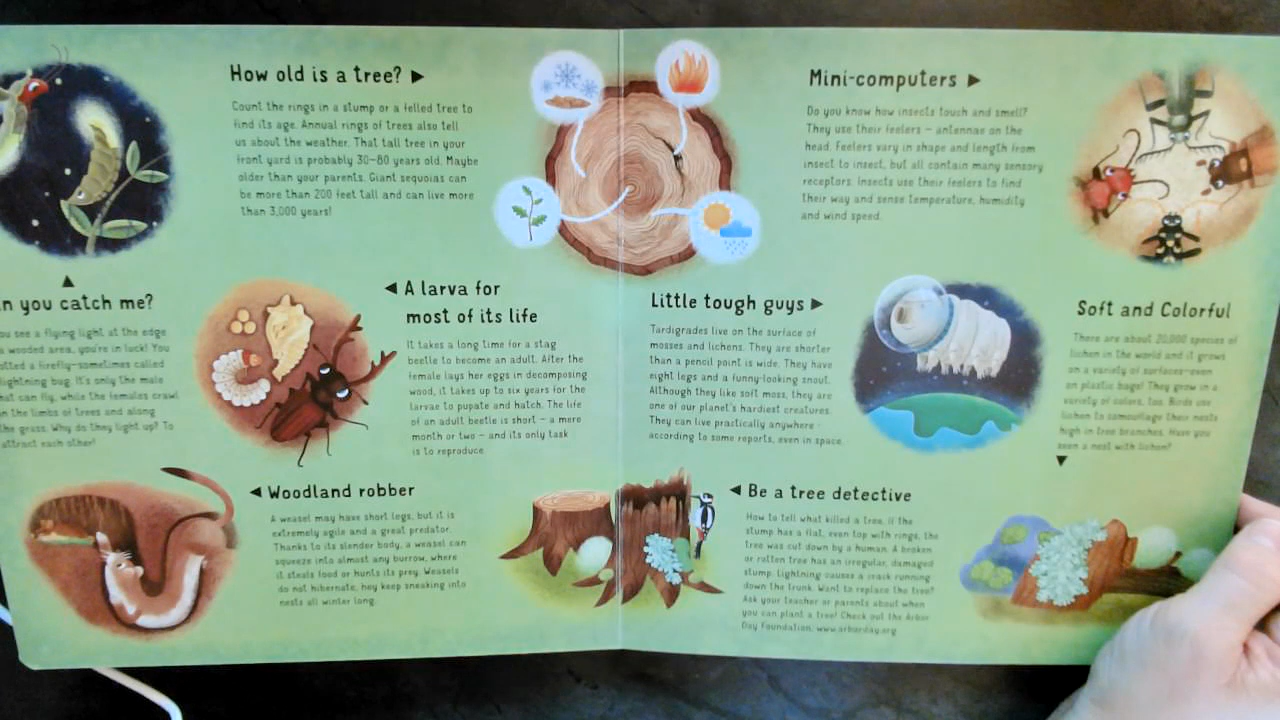 How old is a tree?
Count the rings in a stump or a felled tree to
find its age. Annual rings of trees also tell
us about the weather. That tall tree in your
front yard is probably 30–80 years old. Maybe
older than your parents. Giant sequoias can
be more than 200 feet tall and can live more
than 3,000 years!
Mini-computers
Do you know how insects touch and smell?
They use their feelers – antennae on the
head. Feelers vary in shape and length from
insect to insect, but all contain many sensory
receptors. Insects use their feelers to find
their way and sense temperature, humidity
and wind speed.
n you catch me?
ou see a flying light at the edge
a wooded area, you're in luck! You
otted a firefly–sometimes called
lightning bug. It's only the male
hat can fly, while the females crawl
n the limbs of trees and along
the grass. Why do they light up? To
attract each other!
A larva for
most of its life
It takes a long time for a stag
beetle to become an adult. After the
female lays her eggs in decomposing
wood, it takes up to six years for the
larvae to pupate and hatch. The life
of an adult beetle is short – a mere
month or two – and its only task
is to reproduce.
Little tough guys
Tardigrades live on the surface of
mosses and lichens. They are shorter
than a pencil point is wide. They have
eight legs and a funny-looking snout.
Although they like soft moss, they are
one of our planet's hardiest creatures.
They can live practically anywhere -
according to some reports, even in space.
Soft and Colorful
There are about 20,000 species of
lichen in the world and it grows
on a variety of surfaces–even
on plastic bags! They grow in a
variety of colors, too. Birds use
lichen to camouflage their nests
high in tree branches. Have you
seen a nest with lichen?
Woodland robber
A weasel may have short legs, but it is
extremely agile and a great predator.
Thanks to its slender body, a weasel can
squeeze into almost any burrow, where
it steals food or hunts its prey. Weasels
do not hibernate, hey keep sneaking into
nests all winter long.
Be a tree detective
How to tell what killed a tree. If the
stump has a flat, even top with rings, the
tree was cut down by a human. A broken
or rotten tree has an irregular, damaged
stump. Lightning causes a crack running
down the trunk. Want to replace the tree?
Ask your teacher or parents about when
you can plant a tree! Check out the Arbor
Day Foundation, www.arborday.org